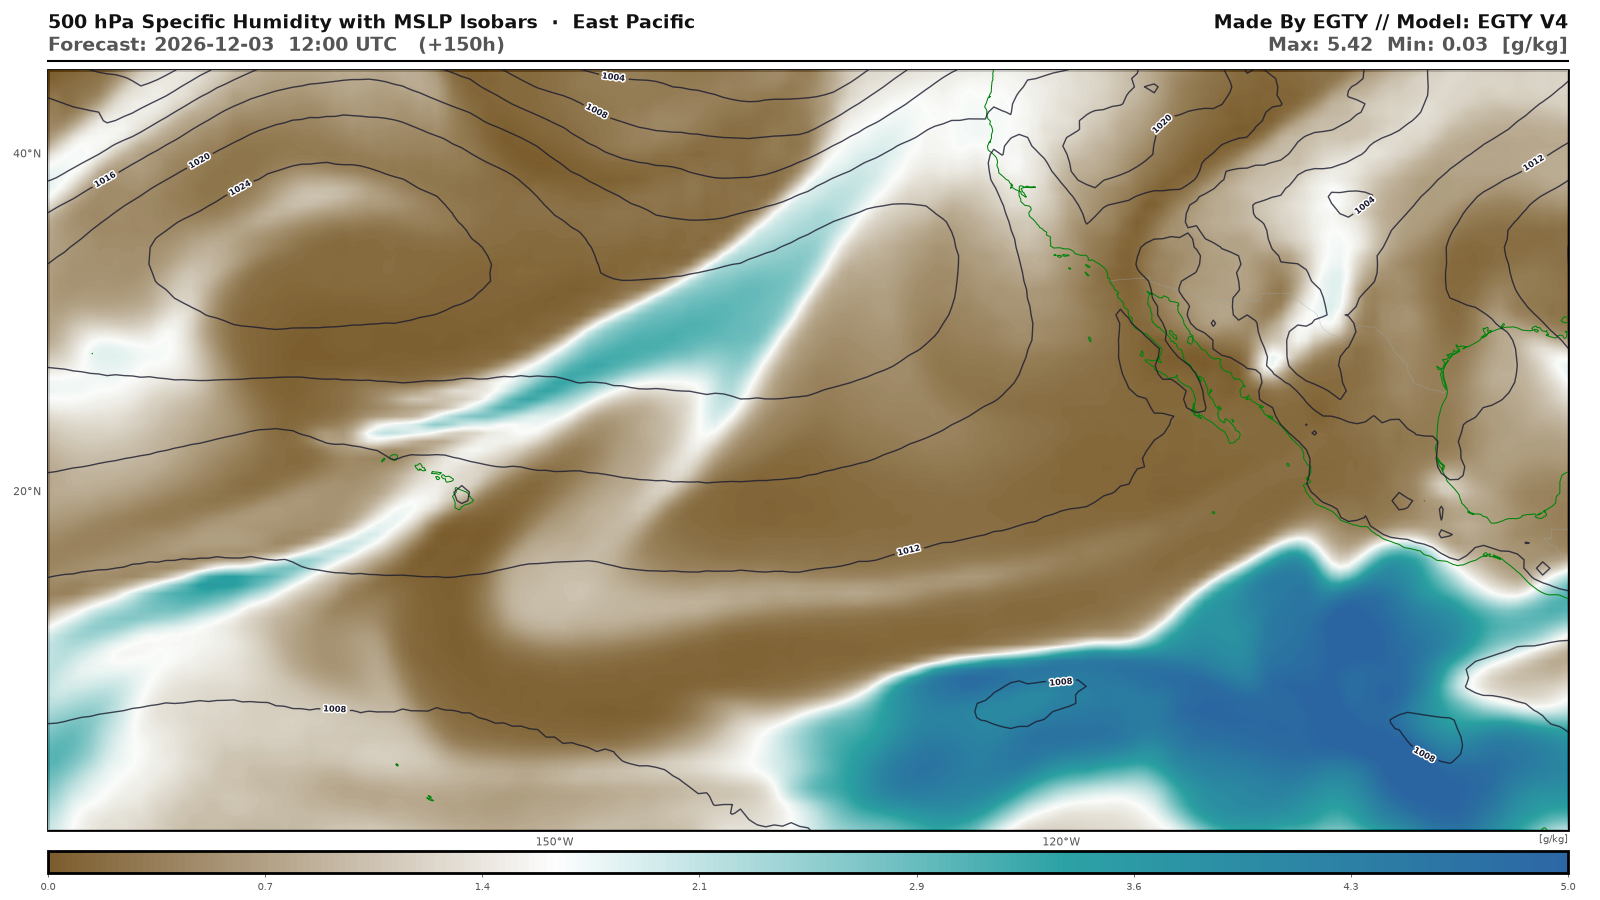 500 hPa Specific Humidity with MSLP Isobars · East Pacific
Made By EGTY // Model: EGTY V4
Forecast: 2026-12-03 12:00 UTC (+150h)
Max: 5.42 Min: 0.03 [g/kg]
1004
1008
1020
40°N
1020
1012
1016
1024
1004
20°N
1012
1008
1008
1008
150°W
120°W
[g/kg]
0.0
0.7
1.4
2.1
2.9
3.6
4.3
5.0